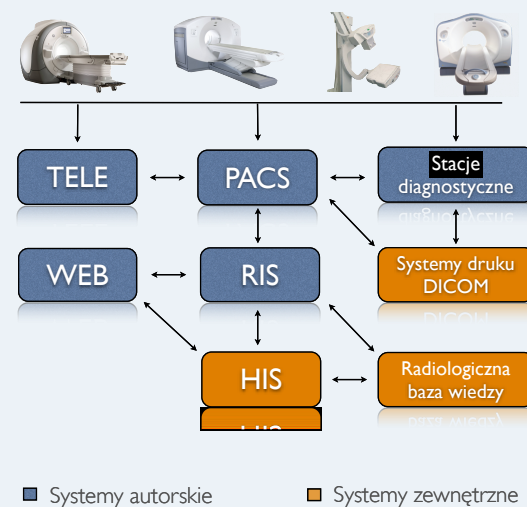 TELE
PACS
Stacje
diagnostyczne
WEB
RIS
Systemy druku
DICOM
HIS
Radiologiczna
baza wiedzy
Systemy autorskie
Systemy zewnętrzne